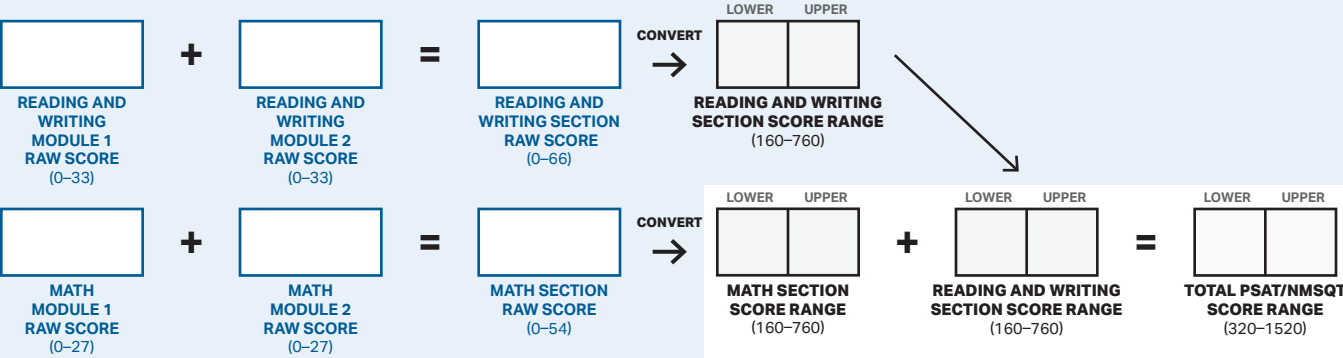 LOWER UPPER
+ = CONVERT →
READING AND
WRITING
MODULE 1
RAW SCORE
(0–33)
READING AND
WRITING
MODULE 2
RAW SCORE
(0–33)
READING AND
WRITING SECTION
RAW SCORE
(0–66)
READING AND WRITING
SECTION SCORE RANGE
(160–760)
LOWER UPPER LOWER UPPER LOWER UPPER
+ = CONVERT → + =
MATH
MODULE 1
RAW SCORE
(0–27)
MATH
MODULE 2
RAW SCORE
(0–27)
MATH SECTION
RAW SCORE
(0–54)
MATH SECTION
SCORE RANGE
(160–760)
READING AND WRITING
SECTION SCORE RANGE
(160–760)
TOTAL PSAT/NMSQT
SCORE RANGE
(320–1520)